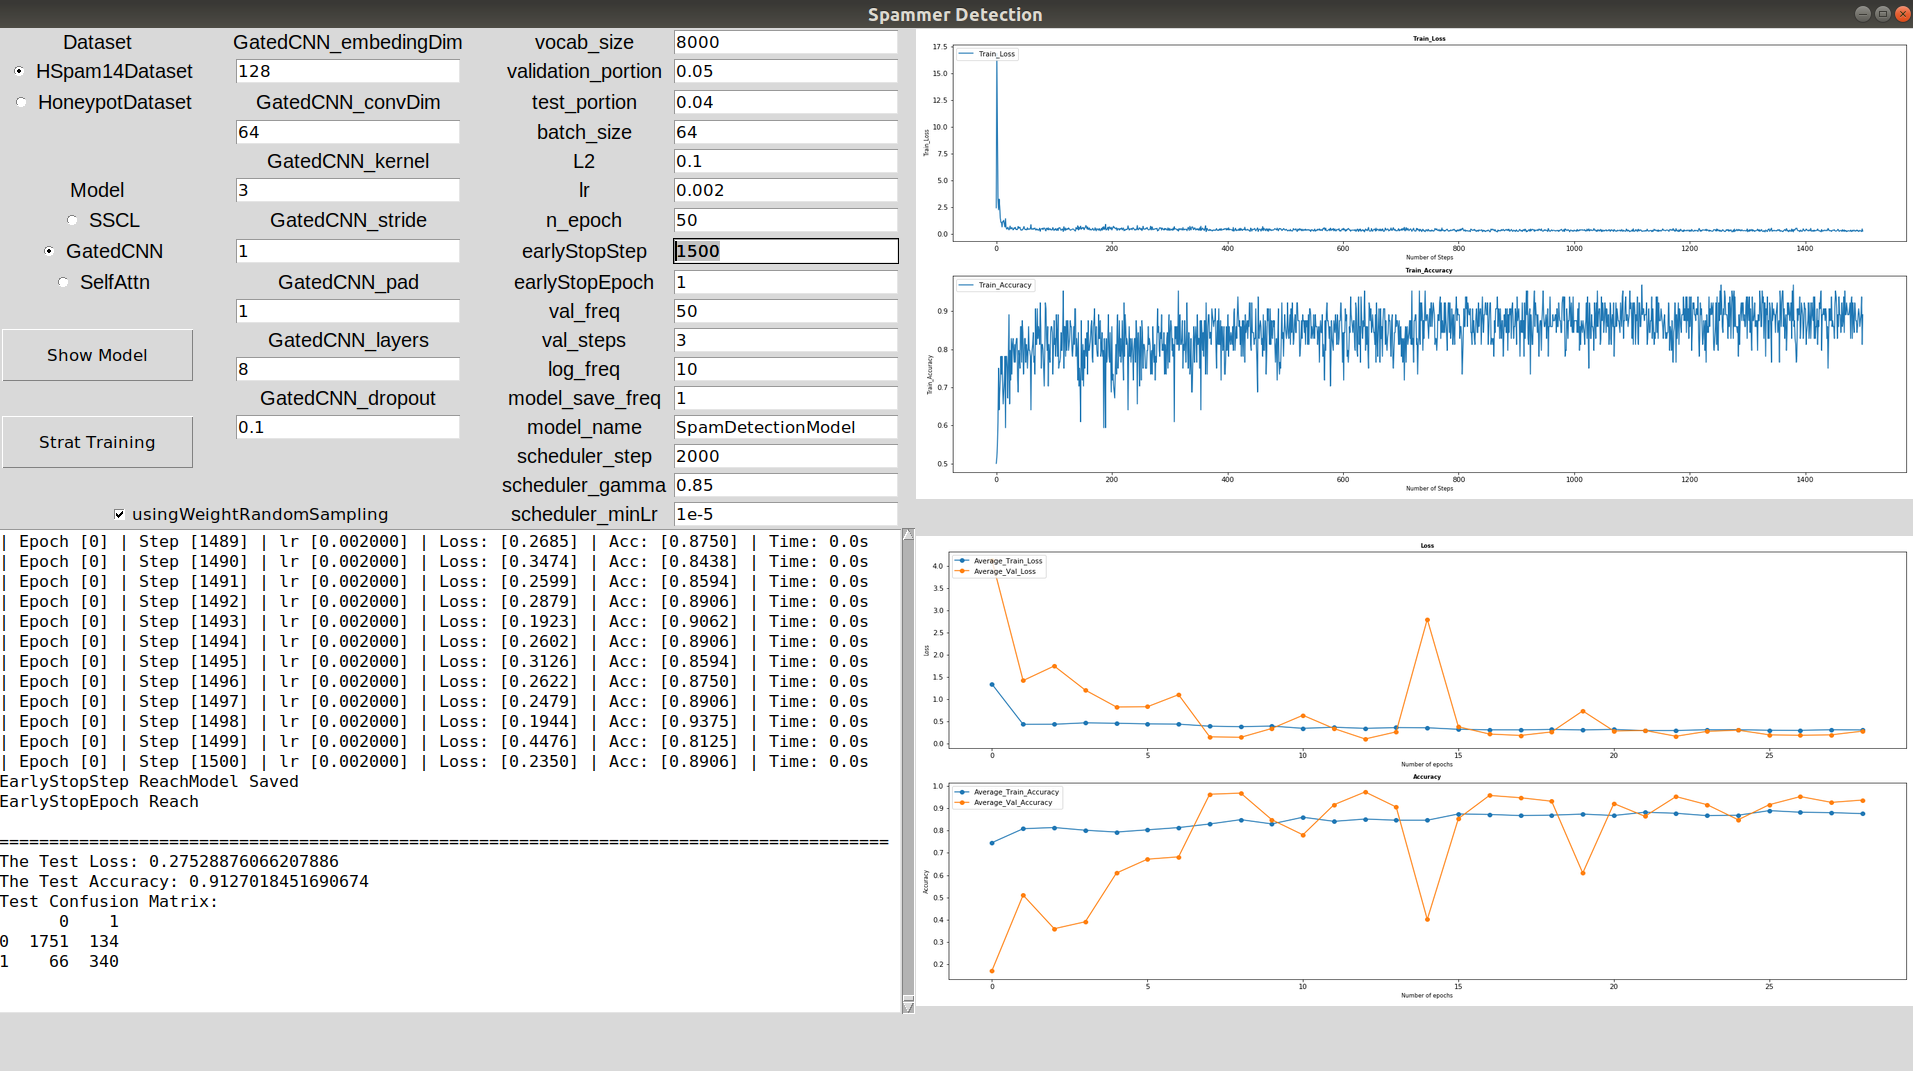 Spammer Detection
Dataset
HSpam14Dataset
HoneypotDataset
Model
SSCL
GatedCNN
SelfAttn
Show Model
Strat Training
usingWeightRandomSampling
GatedCNN_embedingDim
128
GatedCNN_convDim
64
GatedCNN_kernel
3
GatedCNN_stride
1
GatedCNN_pad
1
GatedCNN_layers
8
GatedCNN_dropout
0.1
vocab_size 8000
validation_portion 0.05
test_portion 0.04
batch_size 64
L2 0.1
lr 0.002
n_epoch 50
earlyStopStep 1500
earlyStopEpoch 1
val_freq 50
val_steps 3
log_freq 10
model_save_freq 1
model_name SpamDetectionModel
scheduler_step 2000
scheduler_gamma 0.85
scheduler_minLr 1e-5
| Epoch [0] | Step [1489] | lr [0.002000] | Loss: [0.2685] | Acc: [0.8750] | Time: 0.0s
| Epoch [0] | Step [1490] | lr [0.002000] | Loss: [0.3474] | Acc: [0.8438] | Time: 0.0s
| Epoch [0] | Step [1491] | lr [0.002000] | Loss: [0.2599] | Acc: [0.8594] | Time: 0.0s
| Epoch [0] | Step [1492] | lr [0.002000] | Loss: [0.2879] | Acc: [0.8906] | Time: 0.0s
| Epoch [0] | Step [1493] | lr [0.002000] | Loss: [0.1923] | Acc: [0.9062] | Time: 0.0s
| Epoch [0] | Step [1494] | lr [0.002000] | Loss: [0.2602] | Acc: [0.8906] | Time: 0.0s
| Epoch [0] | Step [1495] | lr [0.002000] | Loss: [0.3126] | Acc: [0.8594] | Time: 0.0s
| Epoch [0] | Step [1496] | lr [0.002000] | Loss: [0.2622] | Acc: [0.8750] | Time: 0.0s
| Epoch [0] | Step [1497] | lr [0.002000] | Loss: [0.2479] | Acc: [0.8906] | Time: 0.0s
| Epoch [0] | Step [1498] | lr [0.002000] | Loss: [0.1944] | Acc: [0.9375] | Time: 0.0s
| Epoch [0] | Step [1499] | lr [0.002000] | Loss: [0.4476] | Acc: [0.8125] | Time: 0.0s
| Epoch [0] | Step [1500] | lr [0.002000] | Loss: [0.2350] | Acc: [0.8906] | Time: 0.0s
EarlyStopStep ReachModel Saved
EarlyStopEpoch Reach
=========================================================================================
The Test Loss: 0.27528876066207886
The Test Accuracy: 0.9127018451690674
Test Confusion Matrix:
0 1
0 1751 134
1 66 340
Train_Loss
Train_Loss
17.5
15.0
12.5
10.0
7.5
5.0
2.5
0.0
Train_Loss
0 200 400 600 800 1000 1200 1400
Number of Steps
Train_Accuracy
Train_Accuracy
0.9
0.8
0.7
0.6
0.5
Train_Accuracy
0 200 400 600 800 1000 1200 1400
Number of Steps
Loss
Average_Train_Loss
Average_Val_Loss
4.0
3.5
3.0
2.5
2.0
1.5
1.0
0.5
0.0
Loss
0 5 10 15 20 25
Number of epochs
Accuracy
Average_Train_Accuracy
Average_Val_Accuracy
1.0
0.9
0.8
0.7
0.6
0.5
0.4
0.3
0.2
Accuracy
0 5 10 15 20 25
Number of epochs